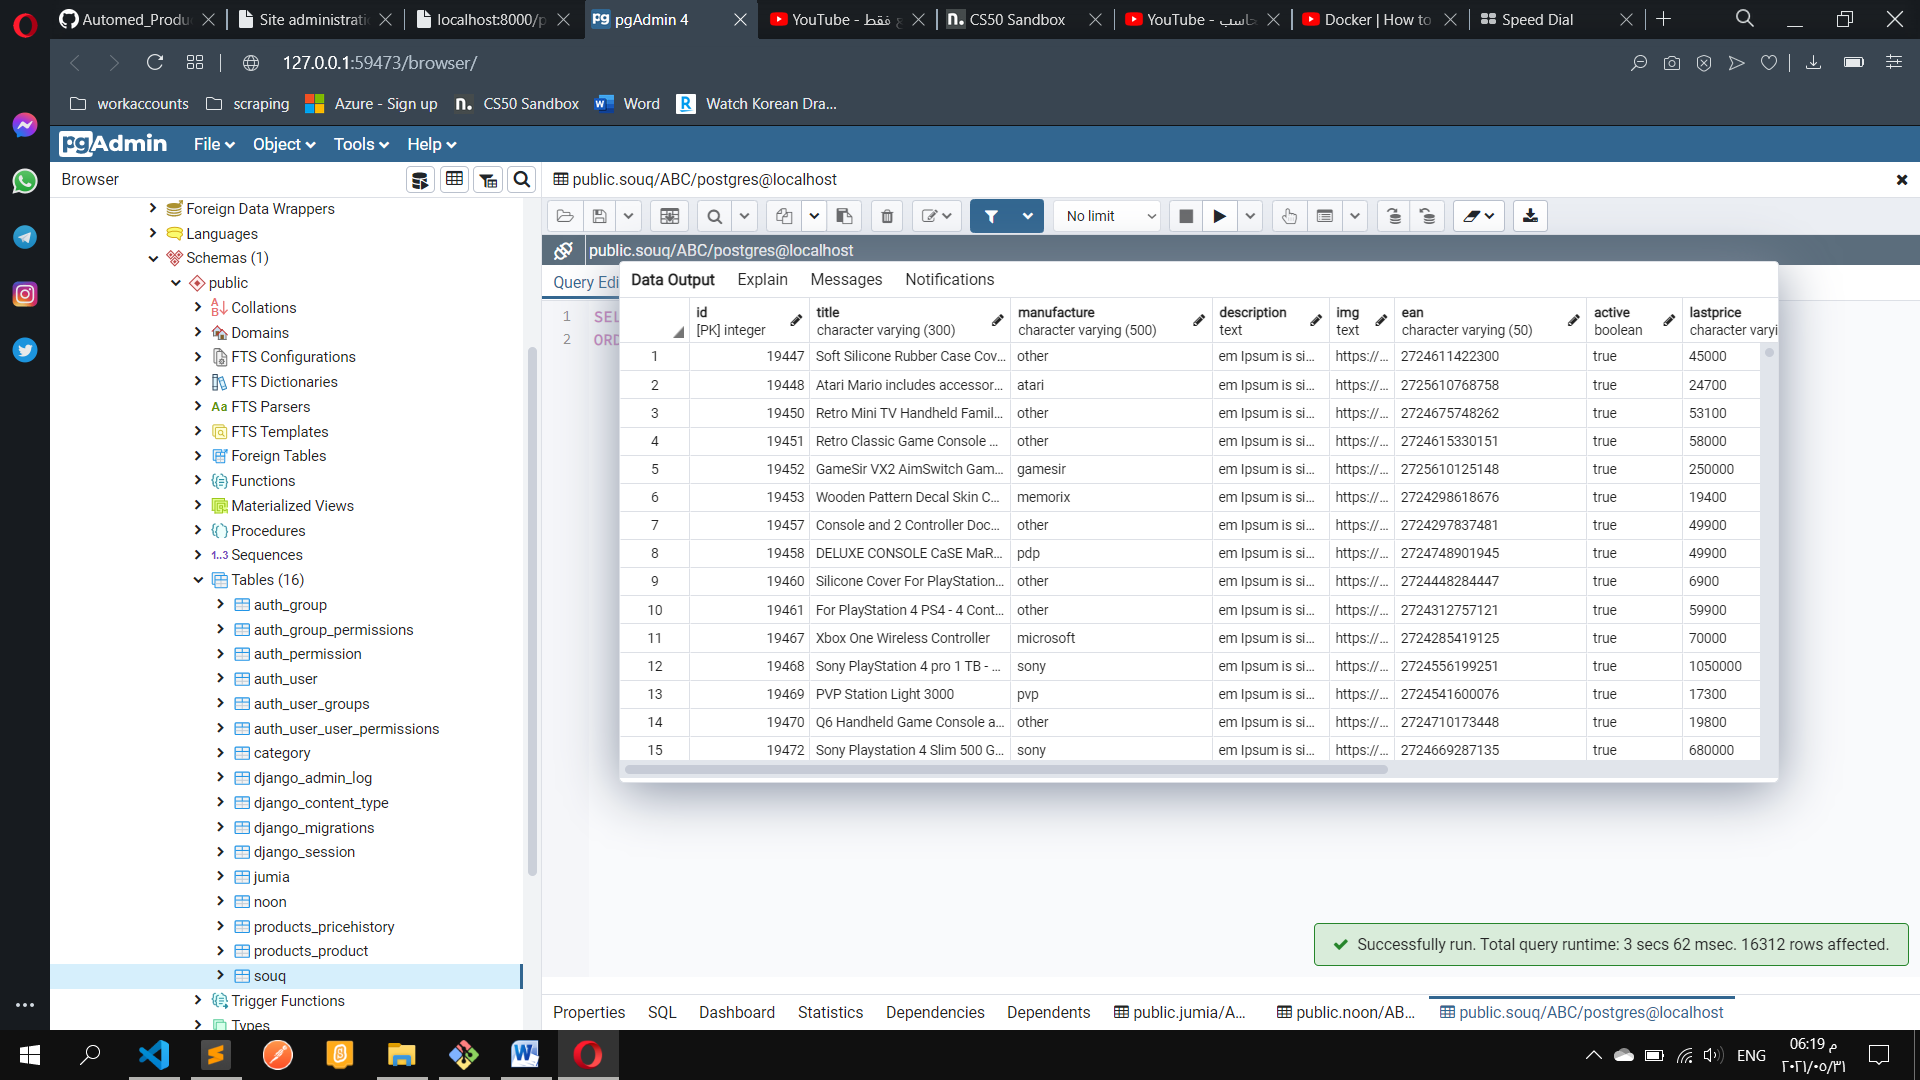 Automed_Produ
Site administrati
localhost:8000/p
pgAdmin 4
YouTube - فقط
CS50 Sandbox
YouTube - حاسب
Docker | How to
Speed Dial
127.0.0.1:59473/browser/
workaccounts
scraping
Azure - Sign up
CS50 Sandbox
Word
Watch Korean Dra...
pgAdmin
File
Object
Tools
Help
Browser
public.souq/ABC/postgres@localhost
Foreign Data Wrappers
Languages
Schemas (1)
public
Collations
Domains
FTS Configurations
FTS Dictionaries
FTS Parsers
FTS Templates
Foreign Tables
Functions
Materialized Views
Procedures
Sequences
Tables (16)
auth_group
auth_group_permissions
auth_permission
auth_user
auth_user_groups
auth_user_user_permissions
category
django_admin_log
django_content_type
django_migrations
django_session
jumia
noon
products_pricehistory
products_product
souq
Trigger Functions
Types
No limit
public.souq/ABC/postgres@localhost
Query Edi
1 SEL
2 ORD
Data Output Explain Messages Notifications
id title manufacture description img ean active lastprice
[PK] integer character varying (300) character varying (500) text text character varying (50) boolean character varyi
1 19447 Soft Silicone Rubber Case Cov... other em Ipsum is si... https://... 2724611422300 true 45000
2 19448 Atari Mario includes accessor... atari em Ipsum is si... https://... 2725610768758 true 24700
3 19450 Retro Mini TV Handheld Famil... other em Ipsum is si... https://... 2724675748262 true 53100
4 19451 Retro Classic Game Console ... other em Ipsum is si... https://... 2724615330151 true 58000
5 19452 GameSir VX2 AimSwitch Gam... gamesir em Ipsum is si... https://... 2725610125148 true 250000
6 19453 Wooden Pattern Decal Skin C... memorix em Ipsum is si... https://... 2724298618676 true 19400
7 19457 Console and 2 Controller Doc... other em Ipsum is si... https://... 2724297837481 true 49900
8 19458 DELUXE CONSOLE CaSE MaR... pdp em Ipsum is si... https://... 2724748901945 true 49900
9 19460 Silicone Cover For PlayStation... other em Ipsum is si... https://... 2724448284447 true 6900
10 19461 For PlayStation 4 PS4 - 4 Cont... other em Ipsum is si... https://... 2724312757121 true 59900
11 19467 Xbox One Wireless Controller microsoft em Ipsum is si... https://... 2724285419125 true 70000
12 19468 Sony PlayStation 4 pro 1 TB - ... sony em Ipsum is si... https://... 2724556199251 true 1050000
13 19469 PVP Station Light 3000 pvp em Ipsum is si... https://... 2724541600076 true 17300
14 19470 Q6 Handheld Game Console a... other em Ipsum is si... https://... 2724710173448 true 19800
15 19472 Sony Playstation 4 Slim 500 G... sony em Ipsum is si... https://... 2724669287135 true 680000
Successfully run. Total query runtime: 3 secs 62 msec. 16312 rows affected.
Properties SQL Dashboard Statistics Dependencies Dependents public.jumia/A... public.noon/AB... public.souq/ABC/postgres@localhost
ENG
06:19 م
٢٠٢١/٠٥/٣١